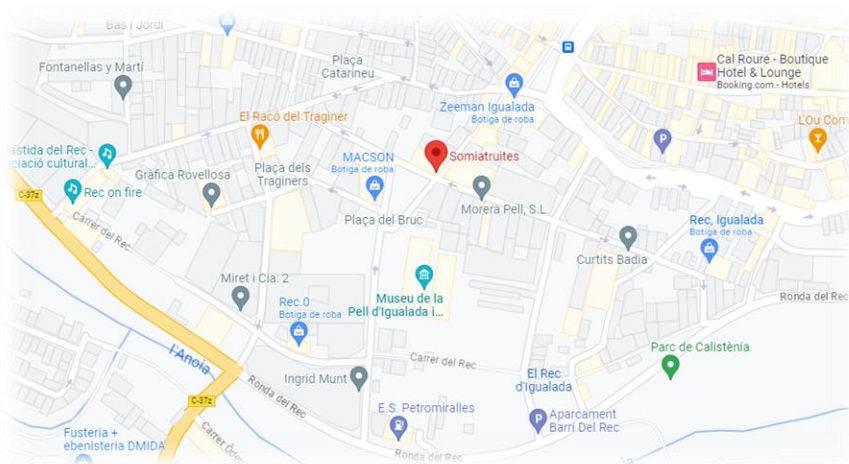 Bas i Jordi
Fontanellas y Martí
Plaça
Catarineu
Cal Roure - Boutique
Hotel & Lounge
Booking.com - Hotels
Zeeman Igualada
Botiga de roba
El Racó del Traginer
L'Ou Com
P
astida del Rec -
ociació cultural...
Gràfica Rovellosa
Plaça dels
Traginers
MACSON
Botiga de roba
Somiatruites
Rec on fire
C-37z
Carrer del Rec
Plaça del Bruc
Morera Pell, S.L
Rec, Igualada
Botiga de roba
Curtits Badia
Miret i Cia: 2
Rec.0
Botiga de roba
Museu de la
Pell d'Igualada i...
Ronda del Rec
l'Anoia
Carrer del Rec
Parc de Calistènia
Ingrid Munt
El Rec
d'Igualada
Ronda del Rec
C-37z
E.S. Petromiralles
P
Aparcament
Barri Del Rec
Fusteria +
ebenisteria DMIDA
Ronda del Rec